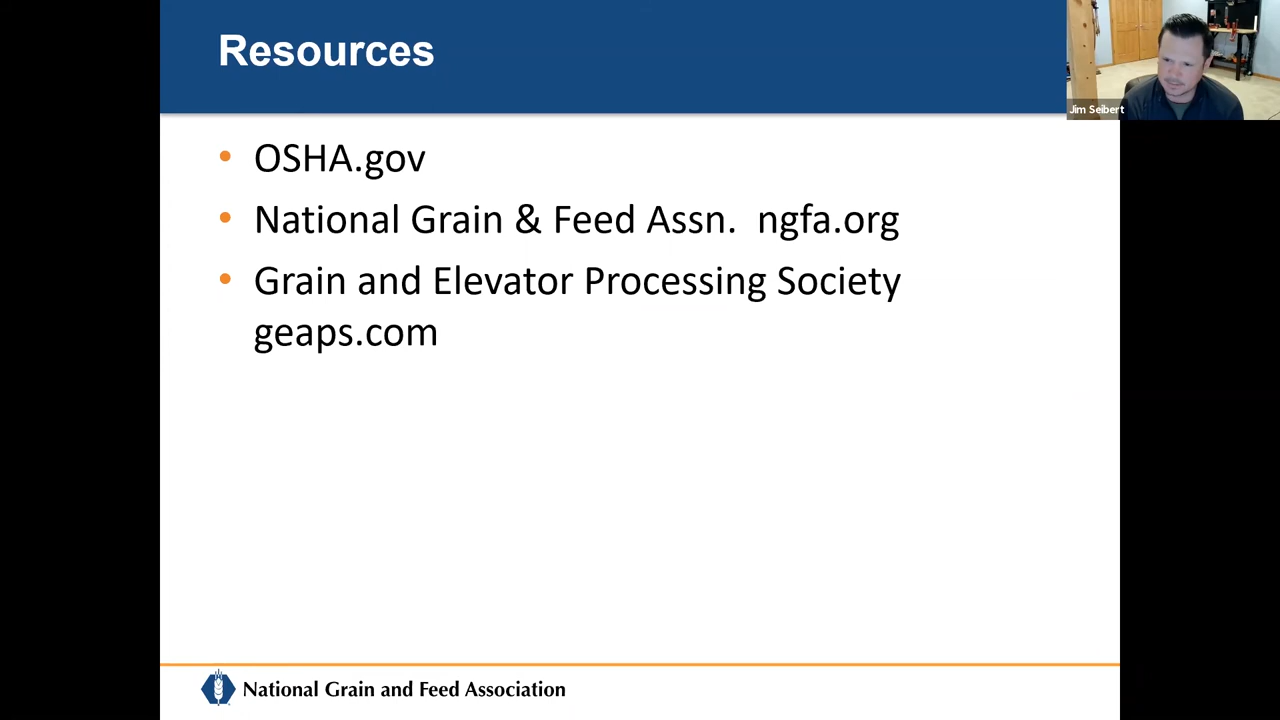 Resources
Jim Seibert
• OSHA.gov
• National Grain & Feed Assn.  ngfa.org
• Grain and Elevator Processing Society
geaps.com
National Grain and Feed Association